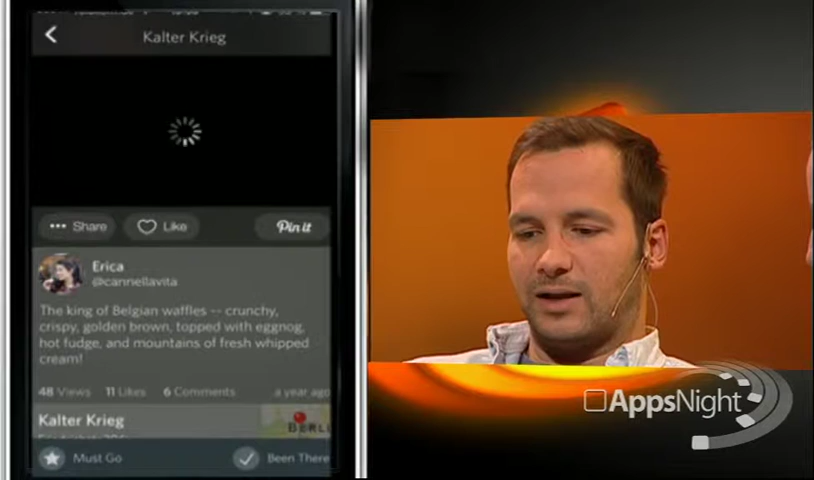 Kalter Krieg
Share
Like
Pin it
Erica
@cannellavita
The king of Belgian waffles -- crunchy,
crispy, golden brown, topped with eggnog,
hot fudge, and mountains of fresh whipped
cream!
48 Views 11 Likes 6 Comments a year ago
Kalter Krieg
BERLI
Must Go
Been There
AppsNight